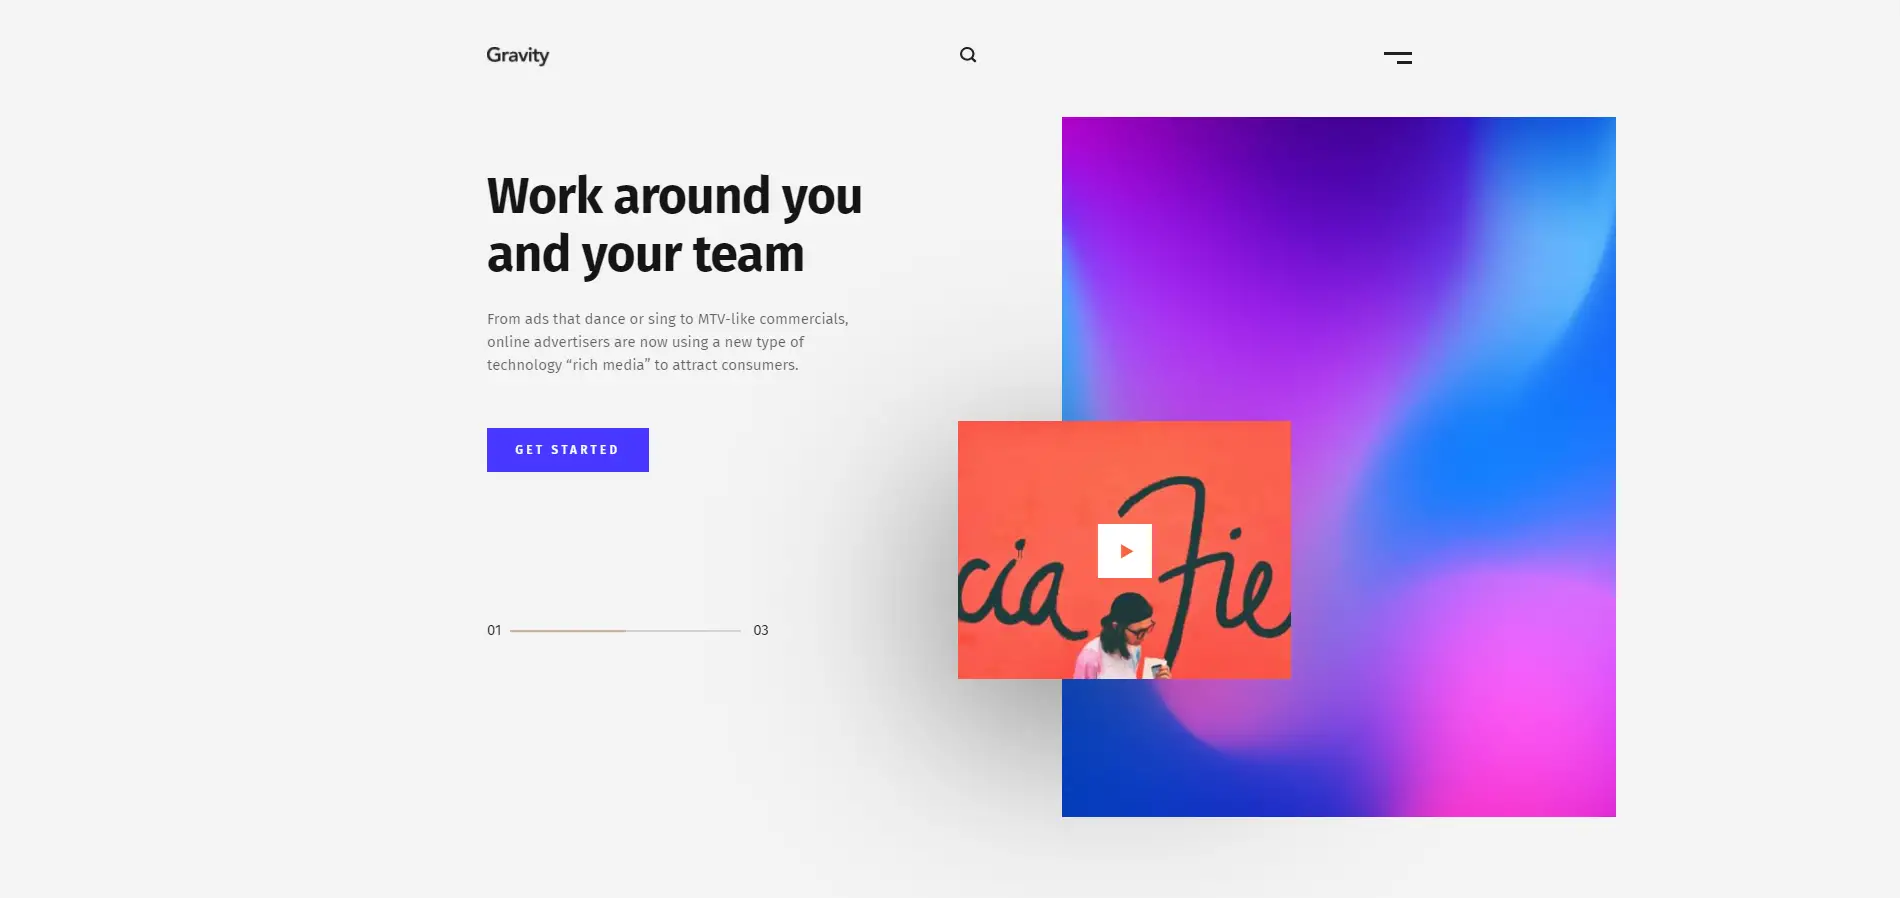 Gravity
Work around you
and your team
From ads that dance or sing to MTV-like commercials,
online advertisers are now using a new type of
technology “rich media” to attract consumers.
GET STARTED
01
03
cia Fie